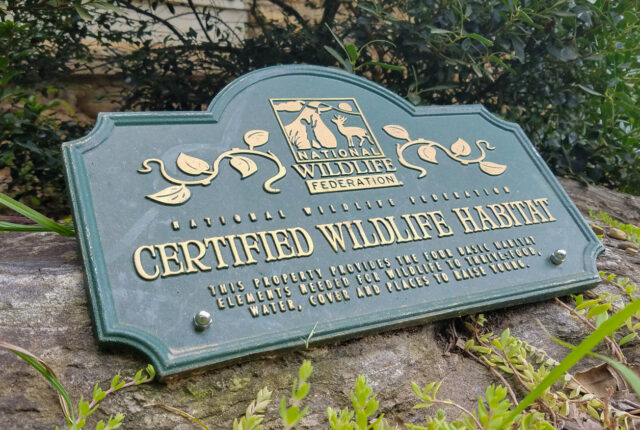 NATIONAL
WILDLIFE
FEDERATION
NATIONAL WILDLIFE FEDERATION
CERTIFIED WILDLIFE HABITAT
THIS PROPERTY PROVIDES THE FOUR BASIC HABITAT
ELEMENTS NEEDED FOR WILDLIFE TO THRIVE: FOOD,
WATER, COVER AND PLACES TO RAISE YOUNG.